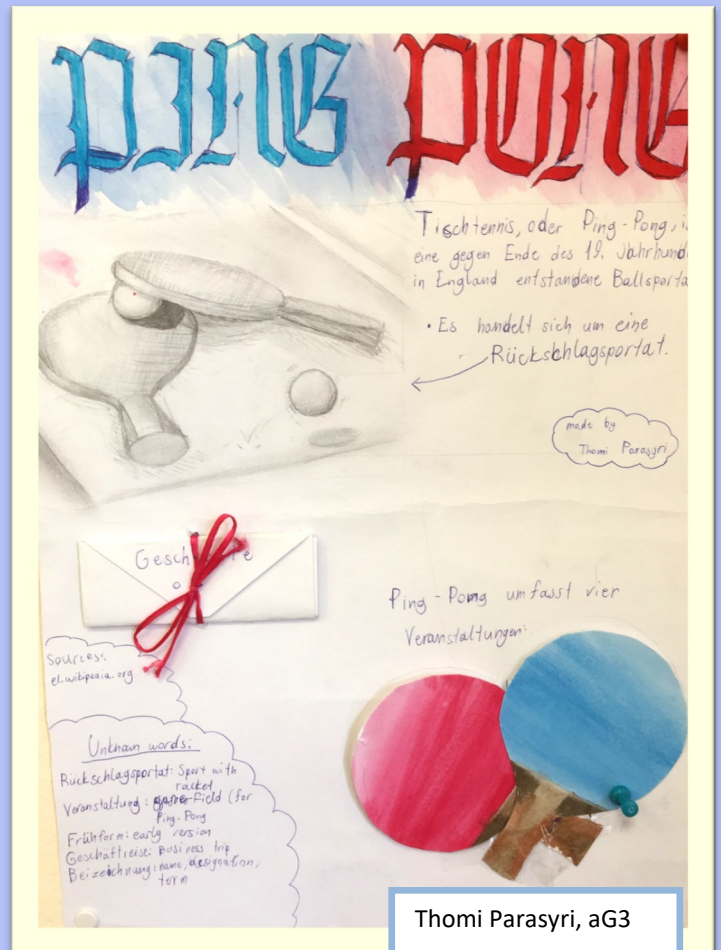 PING PONG
Tischtennis, oder Ping-Pong, i
eine gegen Ende des 19. Jahrhund
in England entstandene Ballsporta
• Es handelt sich um eine
Rückschlagsportat.
made by
Thomi Parasyri
Gesch
Ping-Pong umfasst vier
Veranstaltungen:
Sources:
el.wikipedia.org
Unknown words:
Rückschlagsportat: Sport with
racket
Veranstaltung: field (for
Ping-Pong
Frühform: early version
Geschäftreise: Business trip
Beizeichnung: name, designation,
term
Thomi Parasyri, aG3